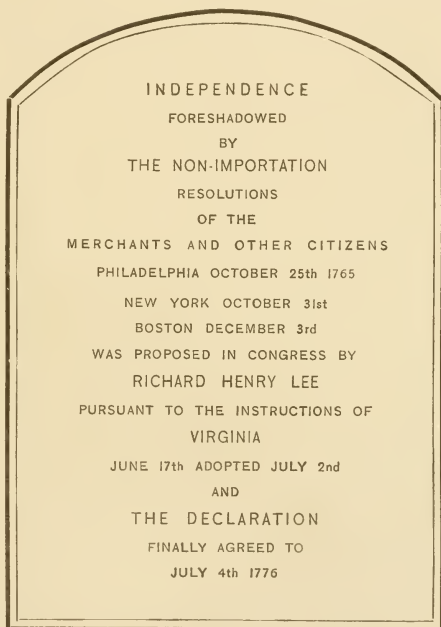 INDEPENDENCE
FORESHADOWED
BY
THE NON-IMPORTATION
RESOLUTIONS
OF THE
MERCHANTS AND OTHER CITIZENS
PHILADELPHIA OCTOBER 25th 1765
NEW YORK OCTOBER 31st
BOSTON DECEMBER 3rd
WAS PROPOSED IN CONGRESS BY
RICHARD HENRY LEE
PURSUANT TO THE INSTRUCTIONS OF
VIRGINIA
JUNE 17th ADOPTED JULY 2nd
AND
THE DECLARATION
FINALLY AGREED TO
JULY 4th 1776